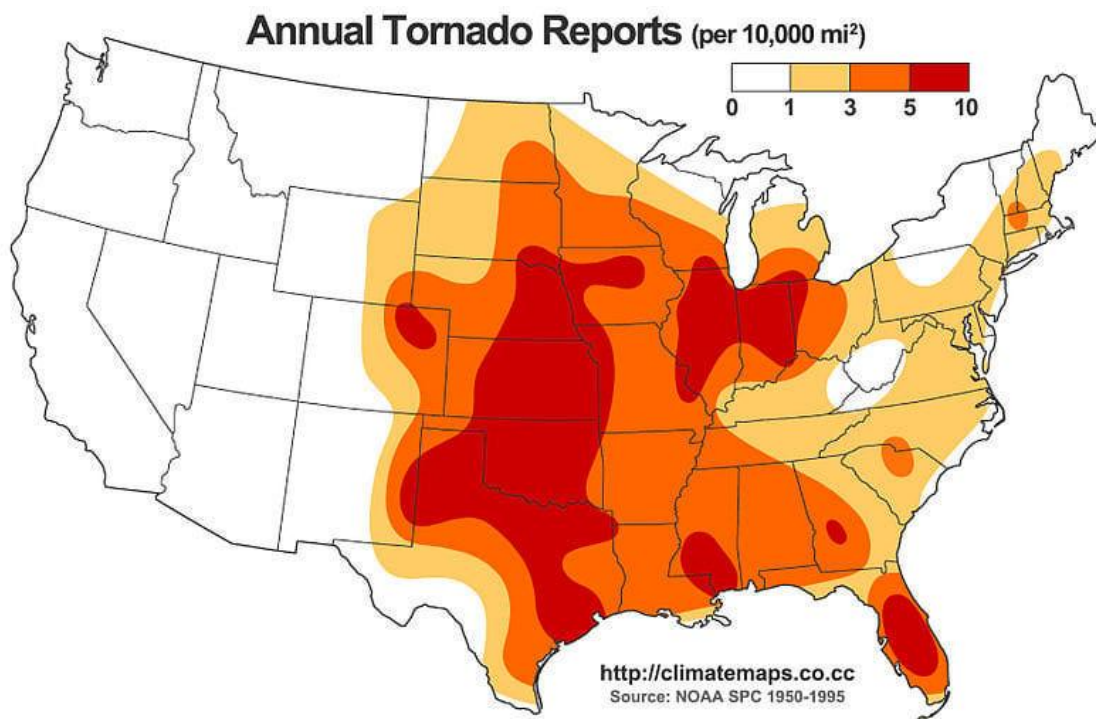 Annual Tornado Reports (per 10,000 mi²)
0 1 3 5 10
http://climatemaps.co.cc
Source: NOAA SPC 1950-1995